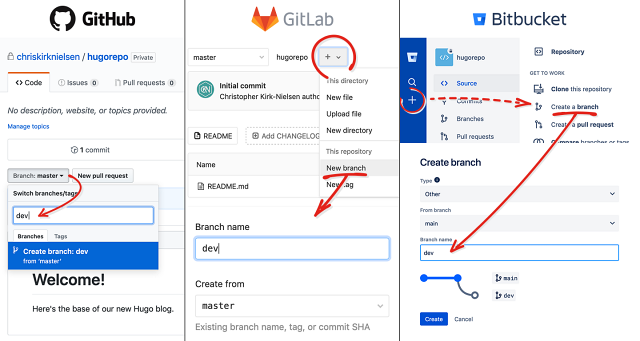 GitHub
chriskirknielsen / hugorepo Private
Code Issues 0 Pull requests 0
No description, website, or topics provided.
Manage topics
1 commit
Branch: master New pull request
Switch branches/tags
dev
Branches Tags
Create branch: dev
from 'master'
Welcome!
Here's the base of our new Hugo blog.
GitLab
master hugorepo +
This directory
Initial commit
Christopher Kirk-Nielsen author
New file
Upload file
New directory
README Add CHANGELOG
This repository
Name
New branch
README.md
New tag
Branch name
dev
Create from
master
Existing branch name, tag, or commit SHA
Bitbucket
hugorepo
Repository
Source
GET TO WORK
Clone this repository
Commits
Create a branch
Branches
Create a pull request
Pull requests
Compare branches or tags
Create branch
Type
Other
From branch
main
Branch name
dev
main
dev
Create Cancel